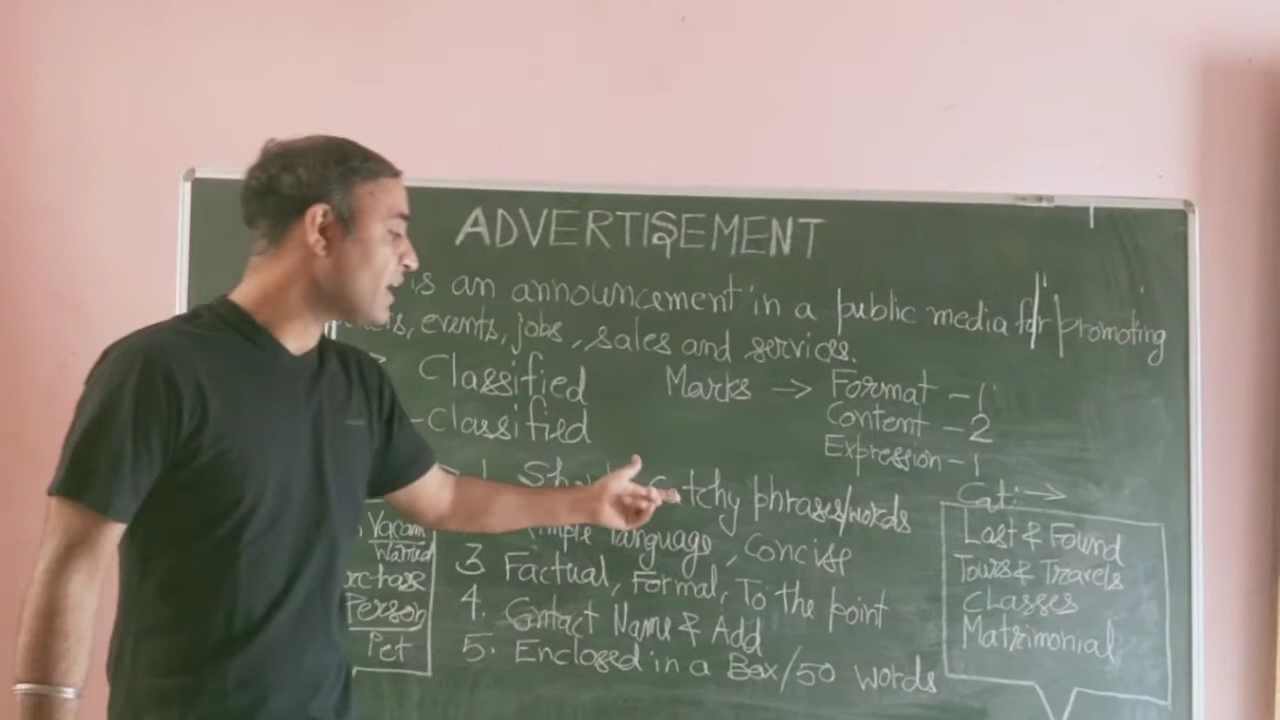 ADVERTISEMENT
is an announcement in a public media for promoting
events, jobs, sales and services.
Classified
-Classified
Marks → Format - 1
Content - 2
Expression - 1
1. catchy phrases/words
language, Concise
3 Factual, Formal, To the point
4. Contact Name & Add
5. Enclosed in a Box/50 words
Wanted
Person
Pet
Cat: →
Lost & Found
Tours & Travels
Classes
Matrimonial